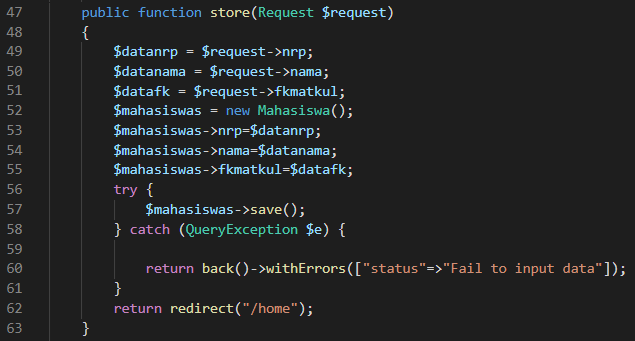 47 public function store(Request $request)
48 {
49 $datanrp = $request->nrp;
50 $datanama = $request->nama;
51 $datafk = $request->fkmatkul;
52 $mahasiswas = new Mahasiswa();
53 $mahasiswas->nrp=$datanrp;
54 $mahasiswas->nama=$datanama;
55 $mahasiswas->fkmatkul=$datafk;
56 try {
57 $mahasiswas->save();
58 } catch (QueryException $e) {
59
60 return back()->withErrors(["status"=>"Fail to input data"]);
61 }
62 return redirect("/home");
63 }